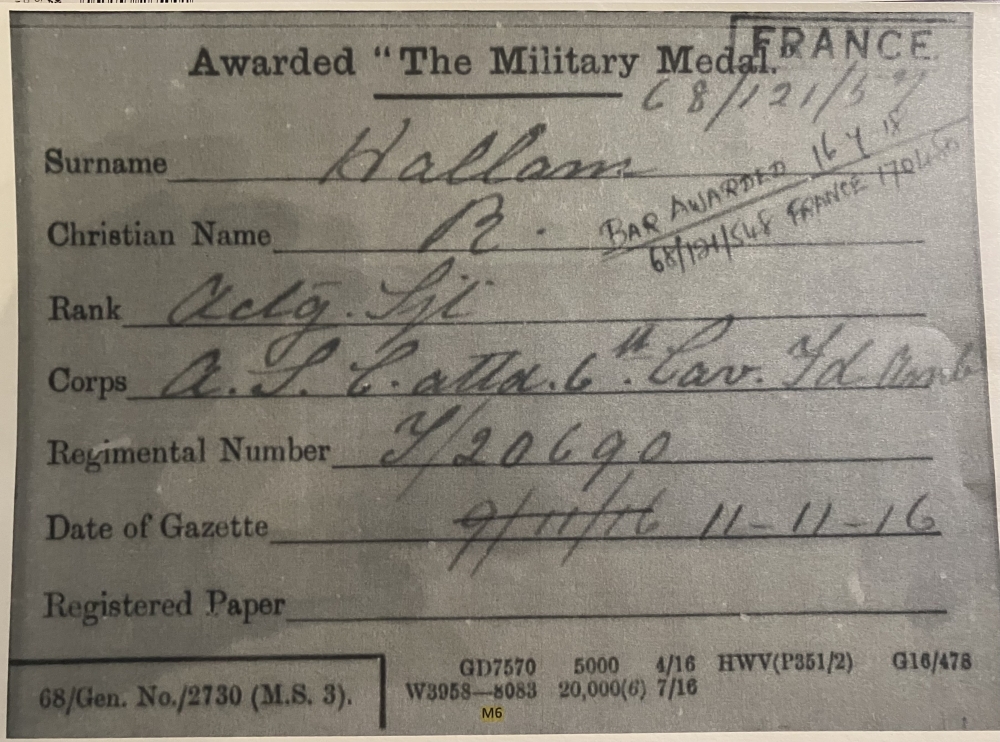 FRANCE
Awarded "The Military Medal."
68/121/57
Surname Hallam
BAR AWARDED 16 7 18
Christian Name R.
68/121/548 FRANCE
Rank Actg. Sjt
Corps A. S. C. attd. 6th. Cav. Fd. Amb
Regimental Number T/20690
Date of Gazette 9/11/16 11-11-16
Registered Paper
68/Gen. No./2730 (M.S. 3).
GD7570 5000 4/16 HWV(P351/2) G16/478
W3958—8083 20,000(6) 7/16
M6